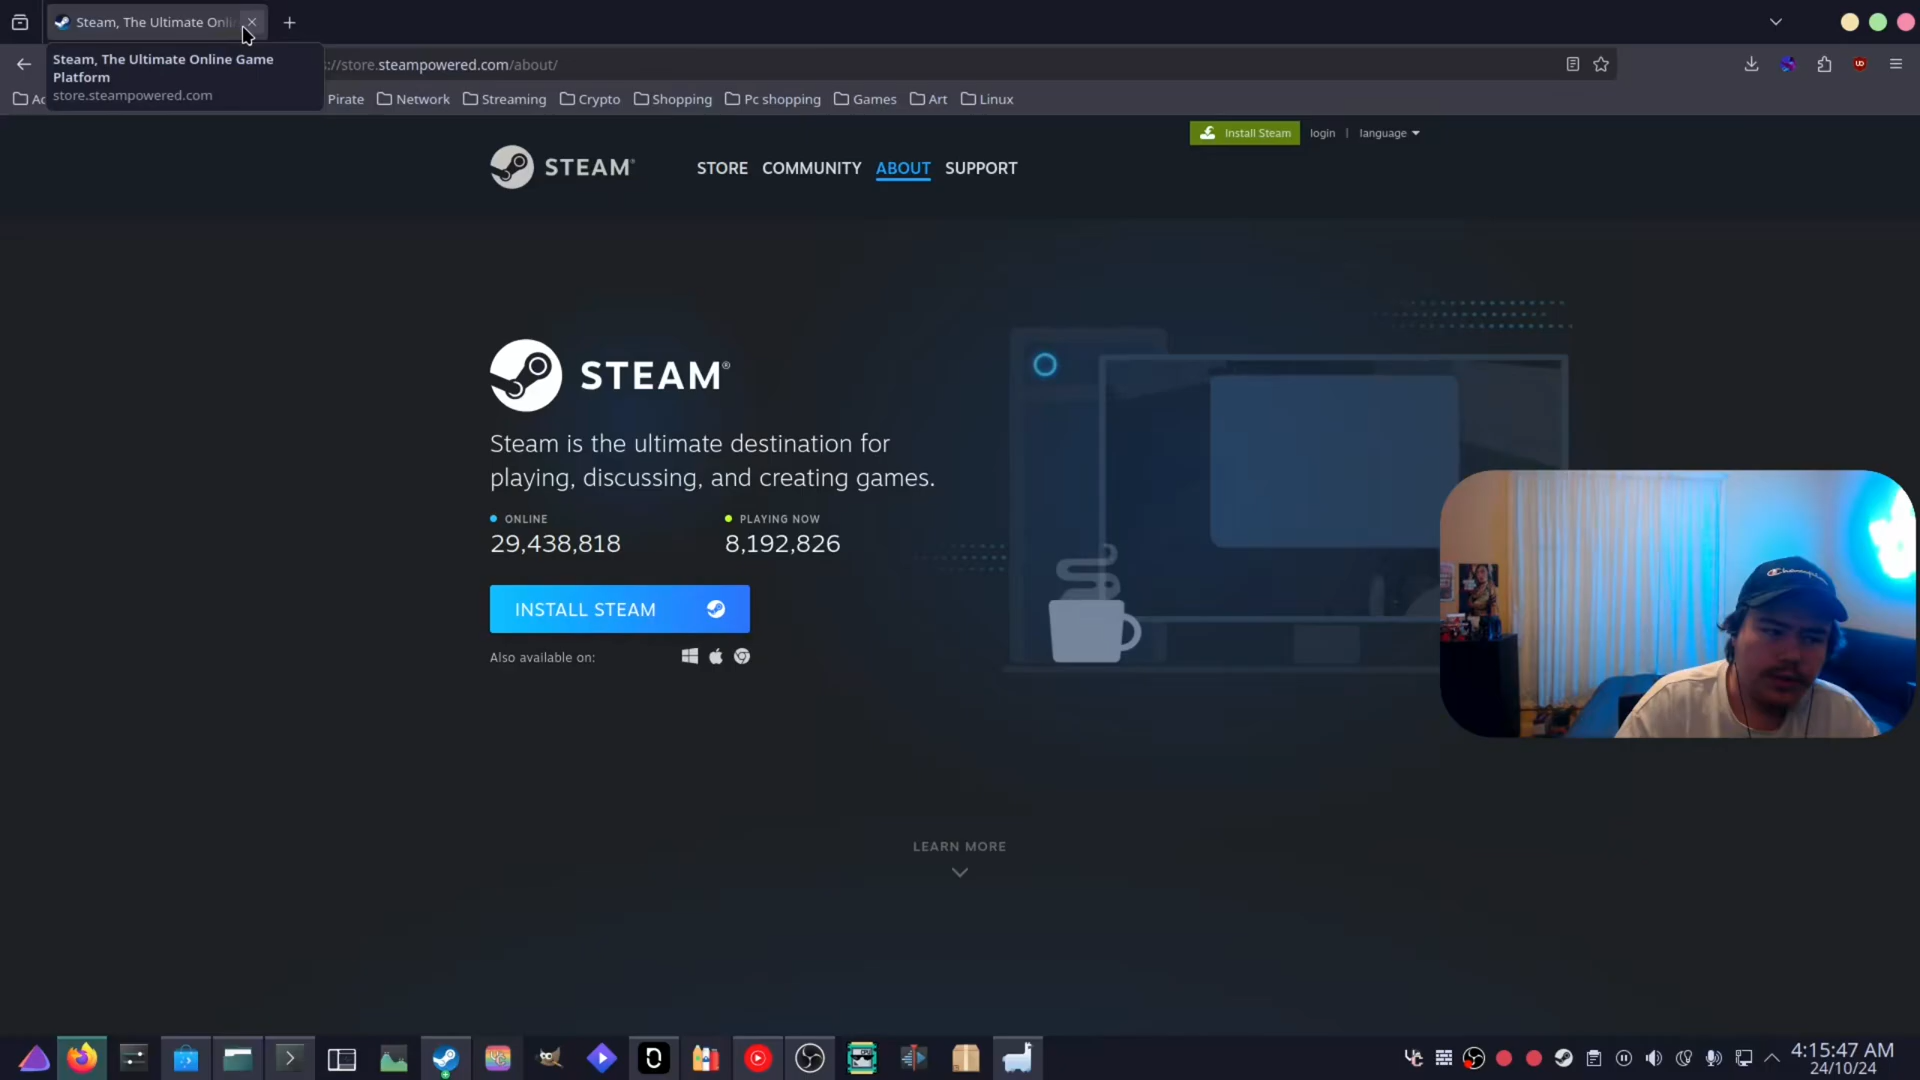 Steam, The Ultimate Onli
Steam, The Ultimate Online Game
Platform
store.steampowered.com
://store.steampowered.com/about/
Ac
Pirate
Network
Streaming
Crypto
Shopping
Pc shopping
Games
Art
Linux
Install Steam
login
|
language
STEAM®
STORE
COMMUNITY
ABOUT
SUPPORT
STEAM®
Steam is the ultimate destination for
playing, discussing, and creating games.
ONLINE
PLAYING NOW
29,438,818
8,192,826
INSTALL STEAM
Also available on:
Champion
LEARN MORE
4:15:47 AM
24/10/24